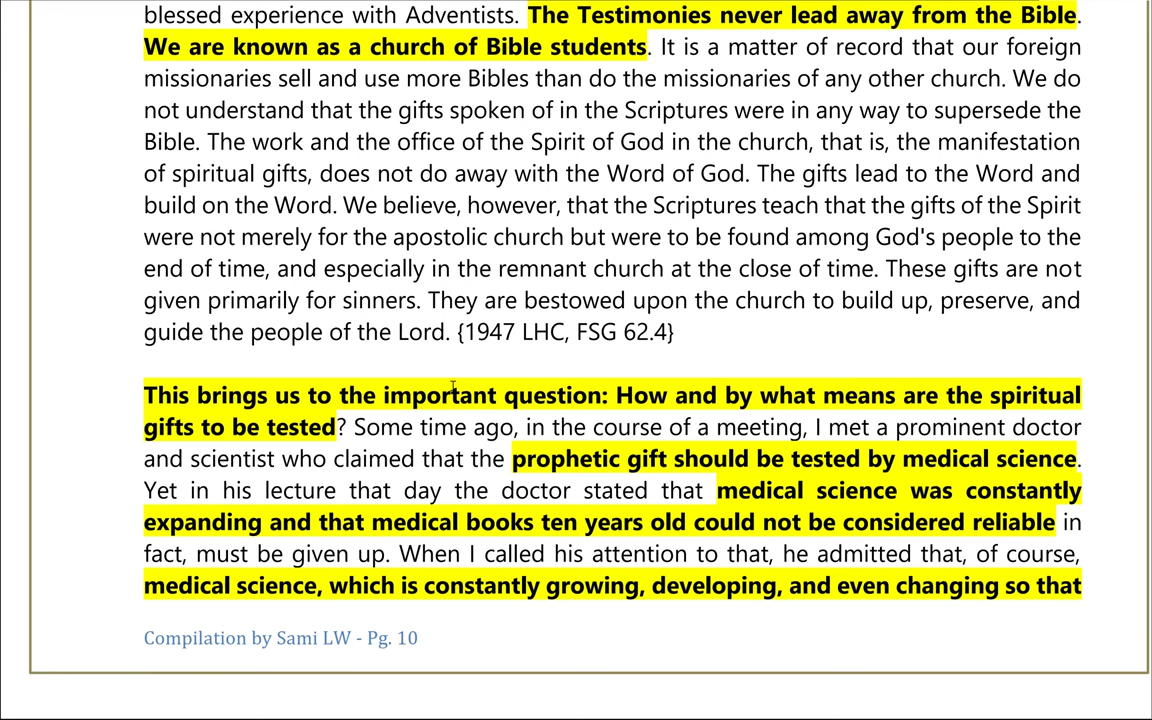 blessed experience with Adventists. The Testimonies never lead away from the Bible.
We are known as a church of Bible students. It is a matter of record that our foreign
missionaries sell and use more Bibles than do the missionaries of any other church. We do
not understand that the gifts spoken of in the Scriptures were in any way to supersede the
Bible. The work and the office of the Spirit of God in the church, that is, the manifestation
of spiritual gifts, does not do away with the Word of God. The gifts lead to the Word and
build on the Word. We believe, however, that the Scriptures teach that the gifts of the Spirit
were not merely for the apostolic church but were to be found among God's people to the
end of time, and especially in the remnant church at the close of time. These gifts are not
given primarily for sinners. They are bestowed upon the church to build up, preserve, and
guide the people of the Lord. {1947 LHC, FSG 62.4}
This brings us to the important question: How and by what means are the spiritual
gifts to be tested? Some time ago, in the course of a meeting, I met a prominent doctor
and scientist who claimed that the prophetic gift should be tested by medical science.
Yet in his lecture that day the doctor stated that medical science was constantly
expanding and that medical books ten years old could not be considered reliable in
fact, must be given up. When I called his attention to that, he admitted that, of course,
medical science, which is constantly growing, developing, and even changing so that
Compilation by Sami LW - Pg. 10